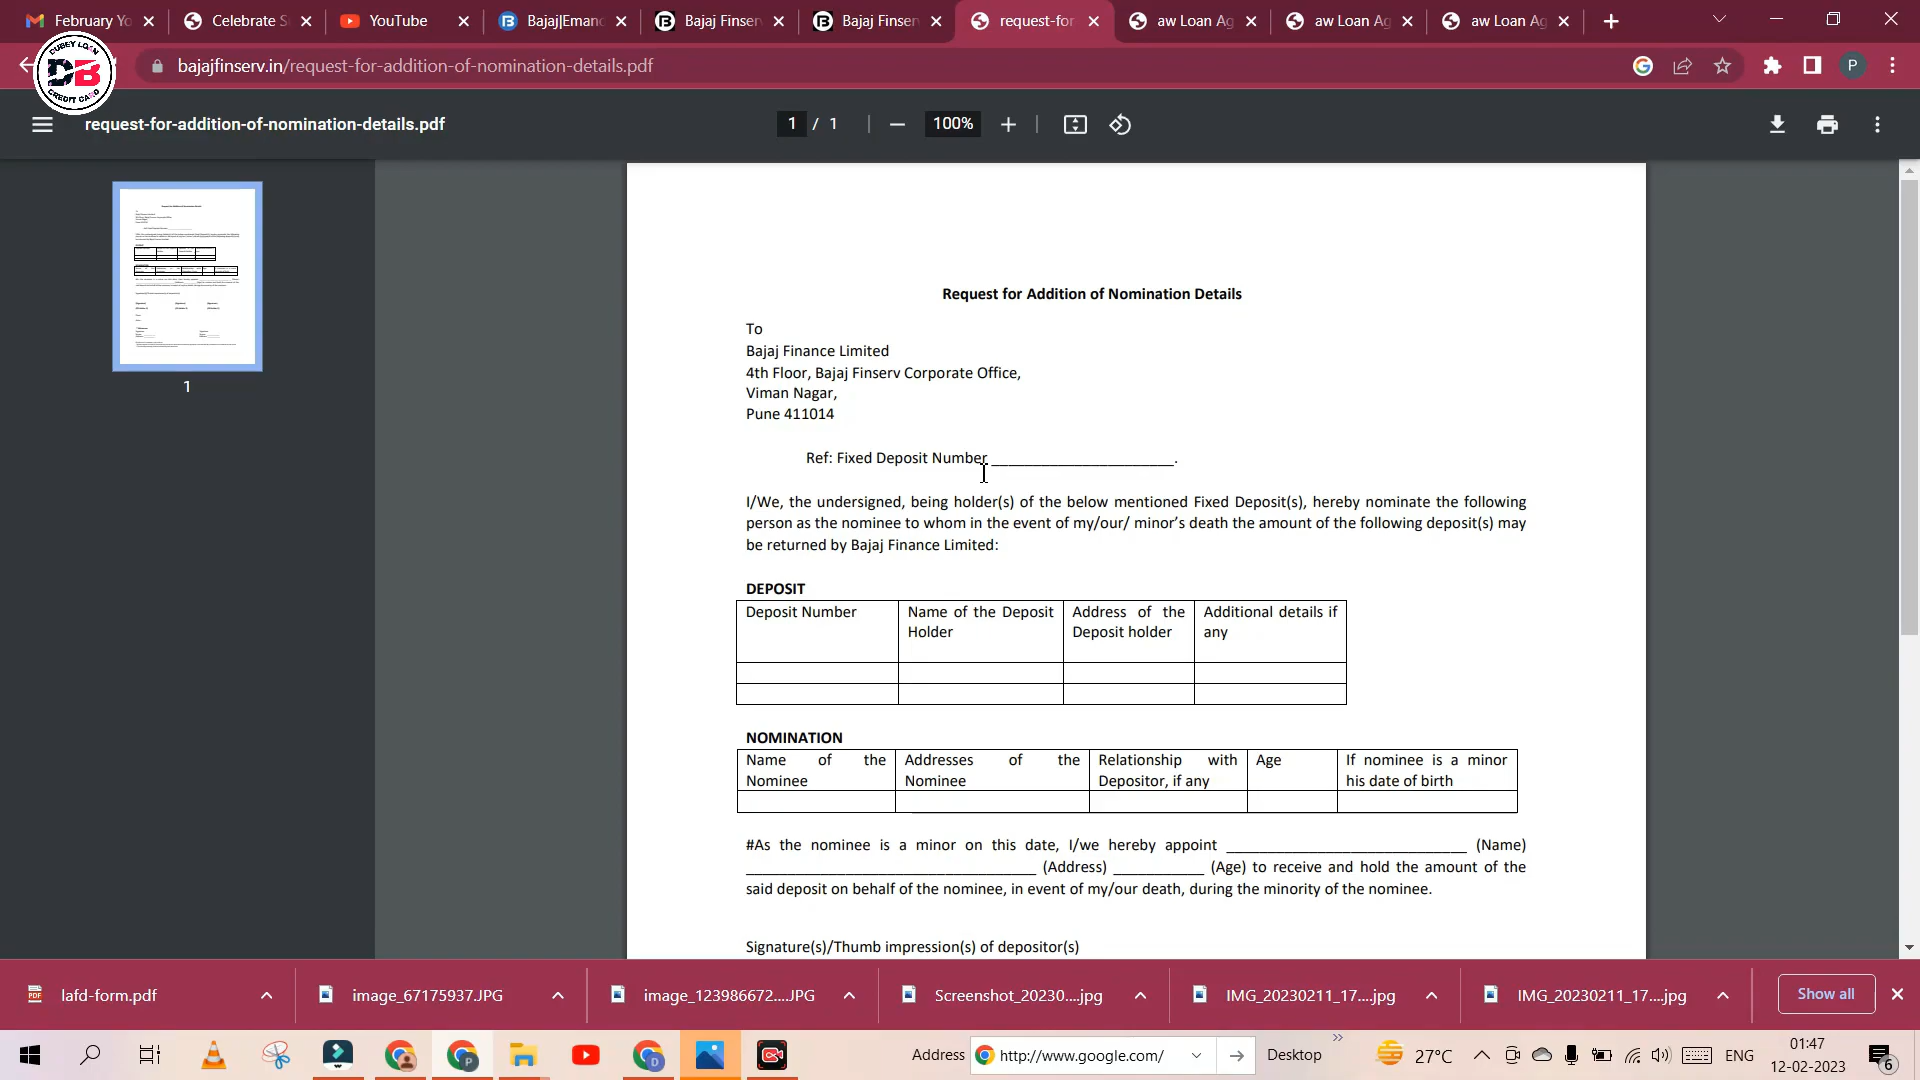 February Yo
Celebrate S
YouTube
Bajaj|Eman
Bajaj Finser
Bajaj Finser
request-for
aw Loan Ag
aw Loan Ag
aw Loan Ag
DUBEY LOAN
DB
CREDIT CARD
bajajfinserv.in/request-for-addition-of-nomination-details.pdf
P
request-for-addition-of-nomination-details.pdf
1 / 1
100%
1
Request for Addition of Nomination Details
To
Bajaj Finance Limited
4th Floor, Bajaj Finserv Corporate Office,
Viman Nagar,
Pune 411014
Ref: Fixed Deposit Number ______________________.
I/We, the undersigned, being holder(s) of the below mentioned Fixed Deposit(s), hereby nominate the following
person as the nominee to whom in the event of my/our/ minor’s death the amount of the following deposit(s) may
be returned by Bajaj Finance Limited:
DEPOSIT
Deposit Number
Name of the Deposit
Holder
Address of the
Deposit holder
Additional details if
any
NOMINATION
Name of the
Nominee
Addresses of the
Nominee
Relationship with
Depositor, if any
Age
If nominee is a minor
his date of birth
#As the nominee is a minor on this date, I/we hereby appoint _____________________________ (Name)
___________________________________ (Address) ___________ (Age) to receive and hold the amount of the
said deposit on behalf of the nominee, in event of my/our death, during the minority of the nominee.
Signature(s)/Thumb impression(s) of depositor(s)
lafd-form.pdf
image_67175937.JPG
image_123986672....JPG
Screenshot_20230....jpg
IMG_20230211_17....jpg
IMG_20230211_17....jpg
Show all
Address
http://www.google.com/
Desktop
27°C
ENG
01:47
12-02-2023
6